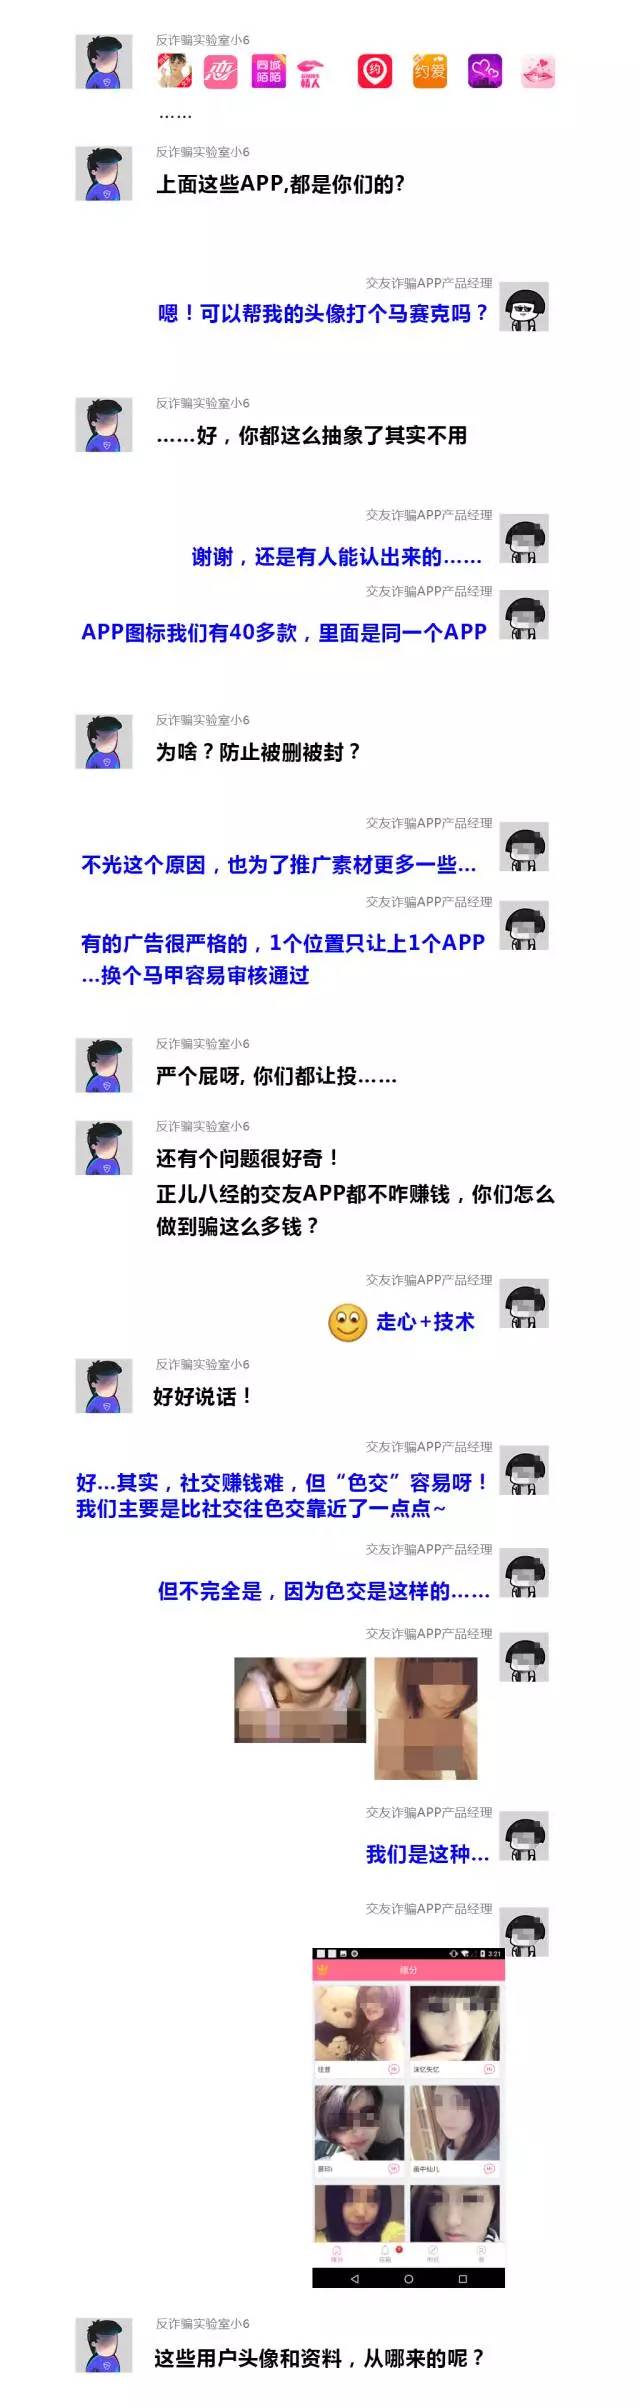 反诈骗实验室小6
恋
同城
陌陌
情人
约
约爱
……
反诈骗实验室小6
上面这些APP,都是你们的?
交友诈骗APP产品经理
嗯！可以帮我的头像打个马赛克吗？
反诈骗实验室小6
……好，你都这么抽象了其实不用
交友诈骗APP产品经理
谢谢，还是有人能认出来的……
交友诈骗APP产品经理
APP图标我们有40多款，里面是同一个APP
反诈骗实验室小6
为啥？防止被删被封？
交友诈骗APP产品经理
不光这个原因，也为了推广素材更多一些...
交友诈骗APP产品经理
有的广告很严格的，1个位置只让上1个APP
...换个马甲容易审核通过
反诈骗实验室小6
严个屁呀, 你们都让投……
反诈骗实验室小6
还有个问题很好奇！
正儿八经的交友APP都不咋赚钱，你们怎么
做到骗这么多钱？
交友诈骗APP产品经理
走心+技术
反诈骗实验室小6
好好说话！
交友诈骗APP产品经理
好...其实，社交赚钱难，但“色交”容易呀！
我们主要是比社交往色交靠近了一点点~
交友诈骗APP产品经理
但不完全是，因为色交是这样的……
交友诈骗APP产品经理
交友诈骗APP产品经理
我们是这种...
交友诈骗APP产品经理
3:21
缘分
Hi
沫忆失忆
Hi
Hi
画中仙儿
Hi
缘分
反诈骗实验室小6
这些用户头像和资料，从哪来的呢？